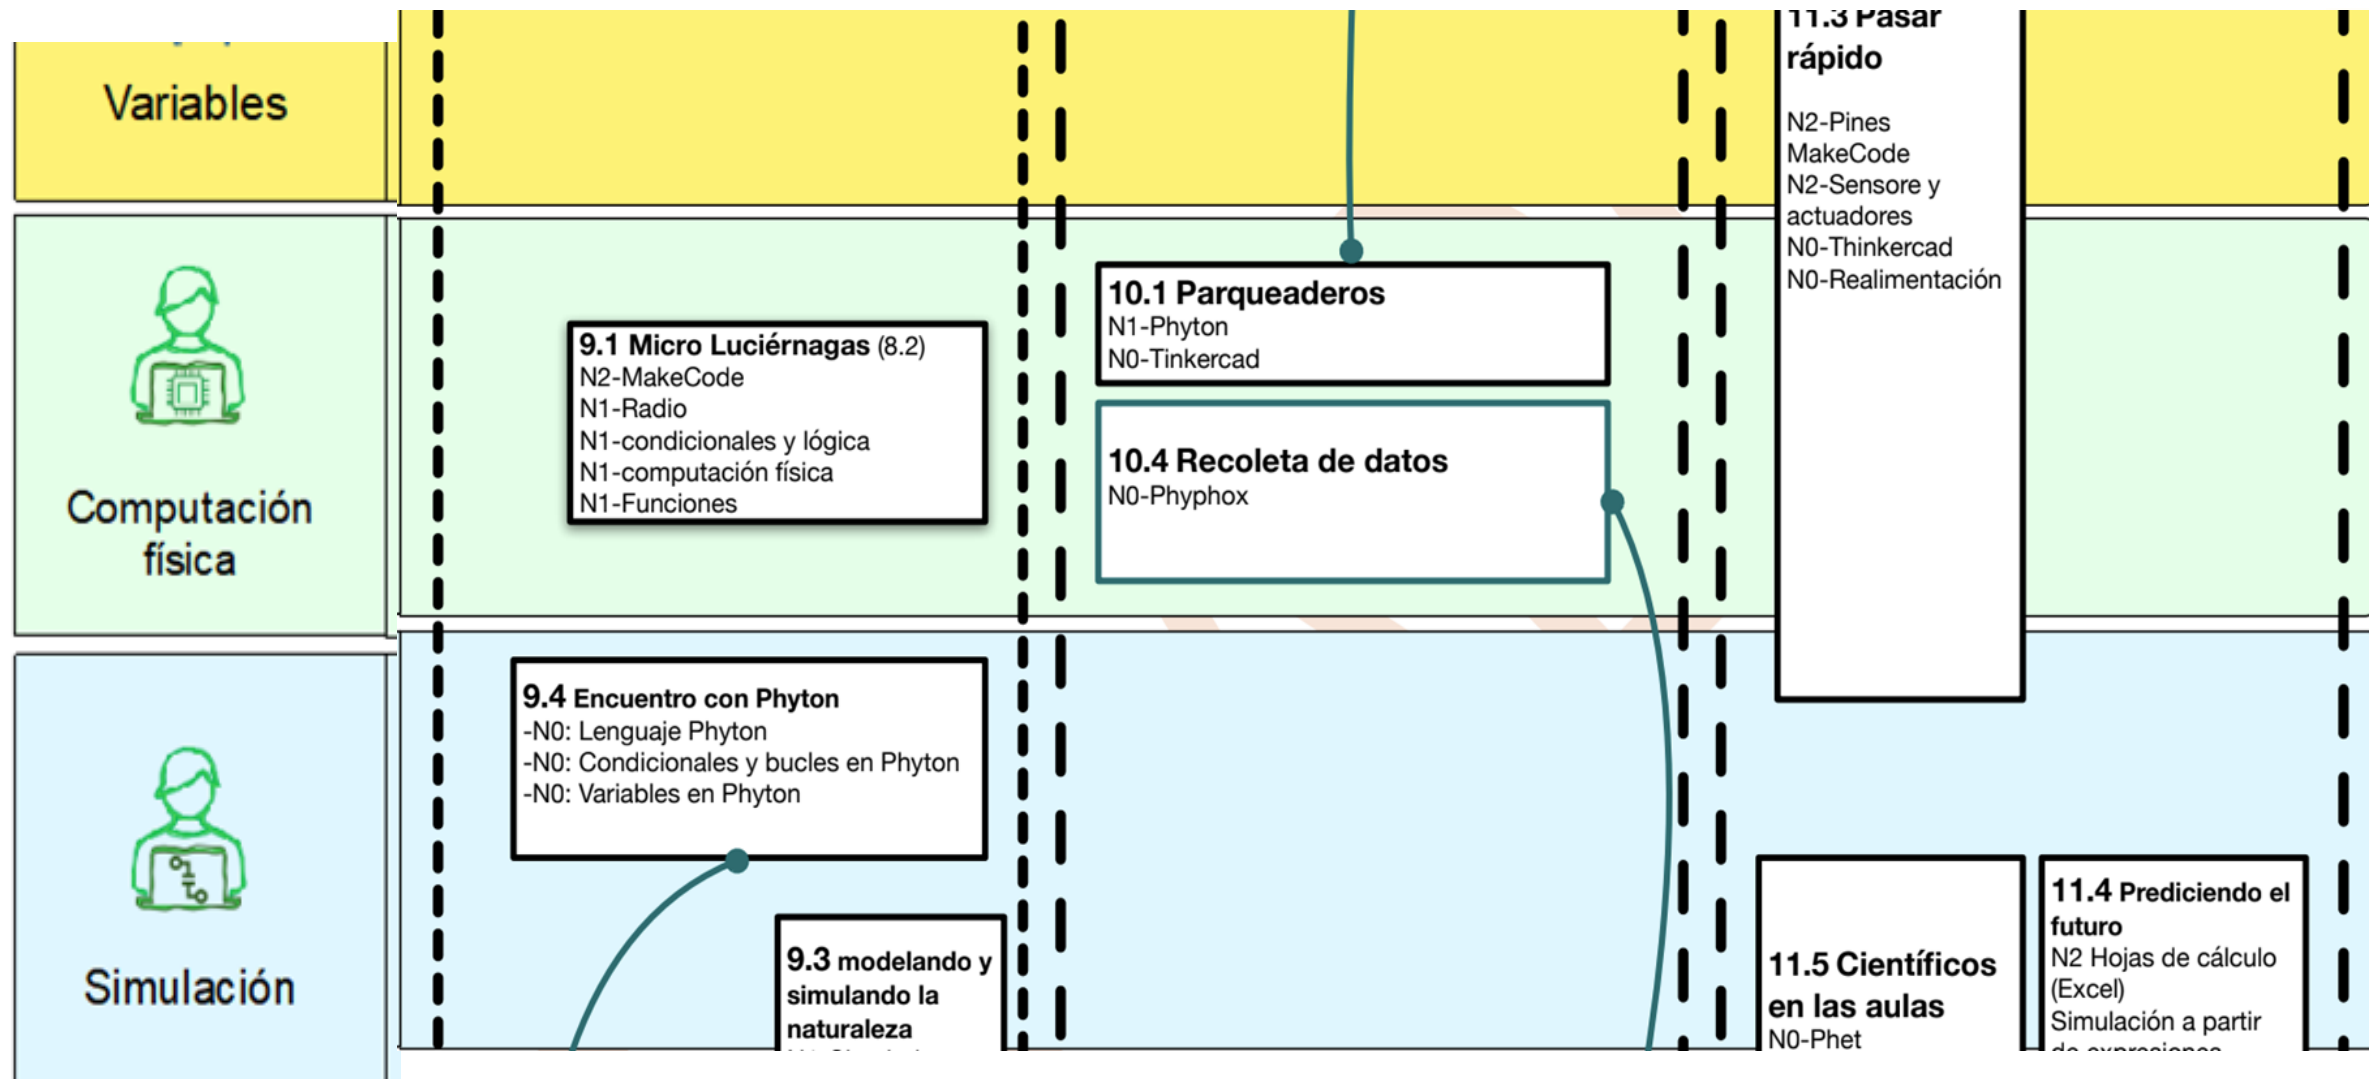 Variables
Computación
física
Simulación
9.1 Micro Luciérnagas (8.2)
N2-MakeCode
N1-Radio
N1-condicionales y lógica
N1-computación física
N1-Funciones
9.4 Encuentro con Phyton
-N0: Lenguaje Phyton
-N0: Condicionales y bucles en Phyton
-N0: Variables en Phyton
9.3 modelando y
simulando la
naturaleza
10.1 Parqueaderos
N1-Phyton
N0-Tinkercad
10.4 Recoleta de datos
N0-Phyphox
11.3 Pasar
rápido
N2-Pines
MakeCode
N2-Sensore y
actuadores
N0-Thinkercad
N0-Realimentación
11.5 Científicos
en las aulas
N0-Phet
11.4 Prediciendo el
futuro
N2 Hojas de cálculo
(Excel)
Simulación a partir
de expresiones